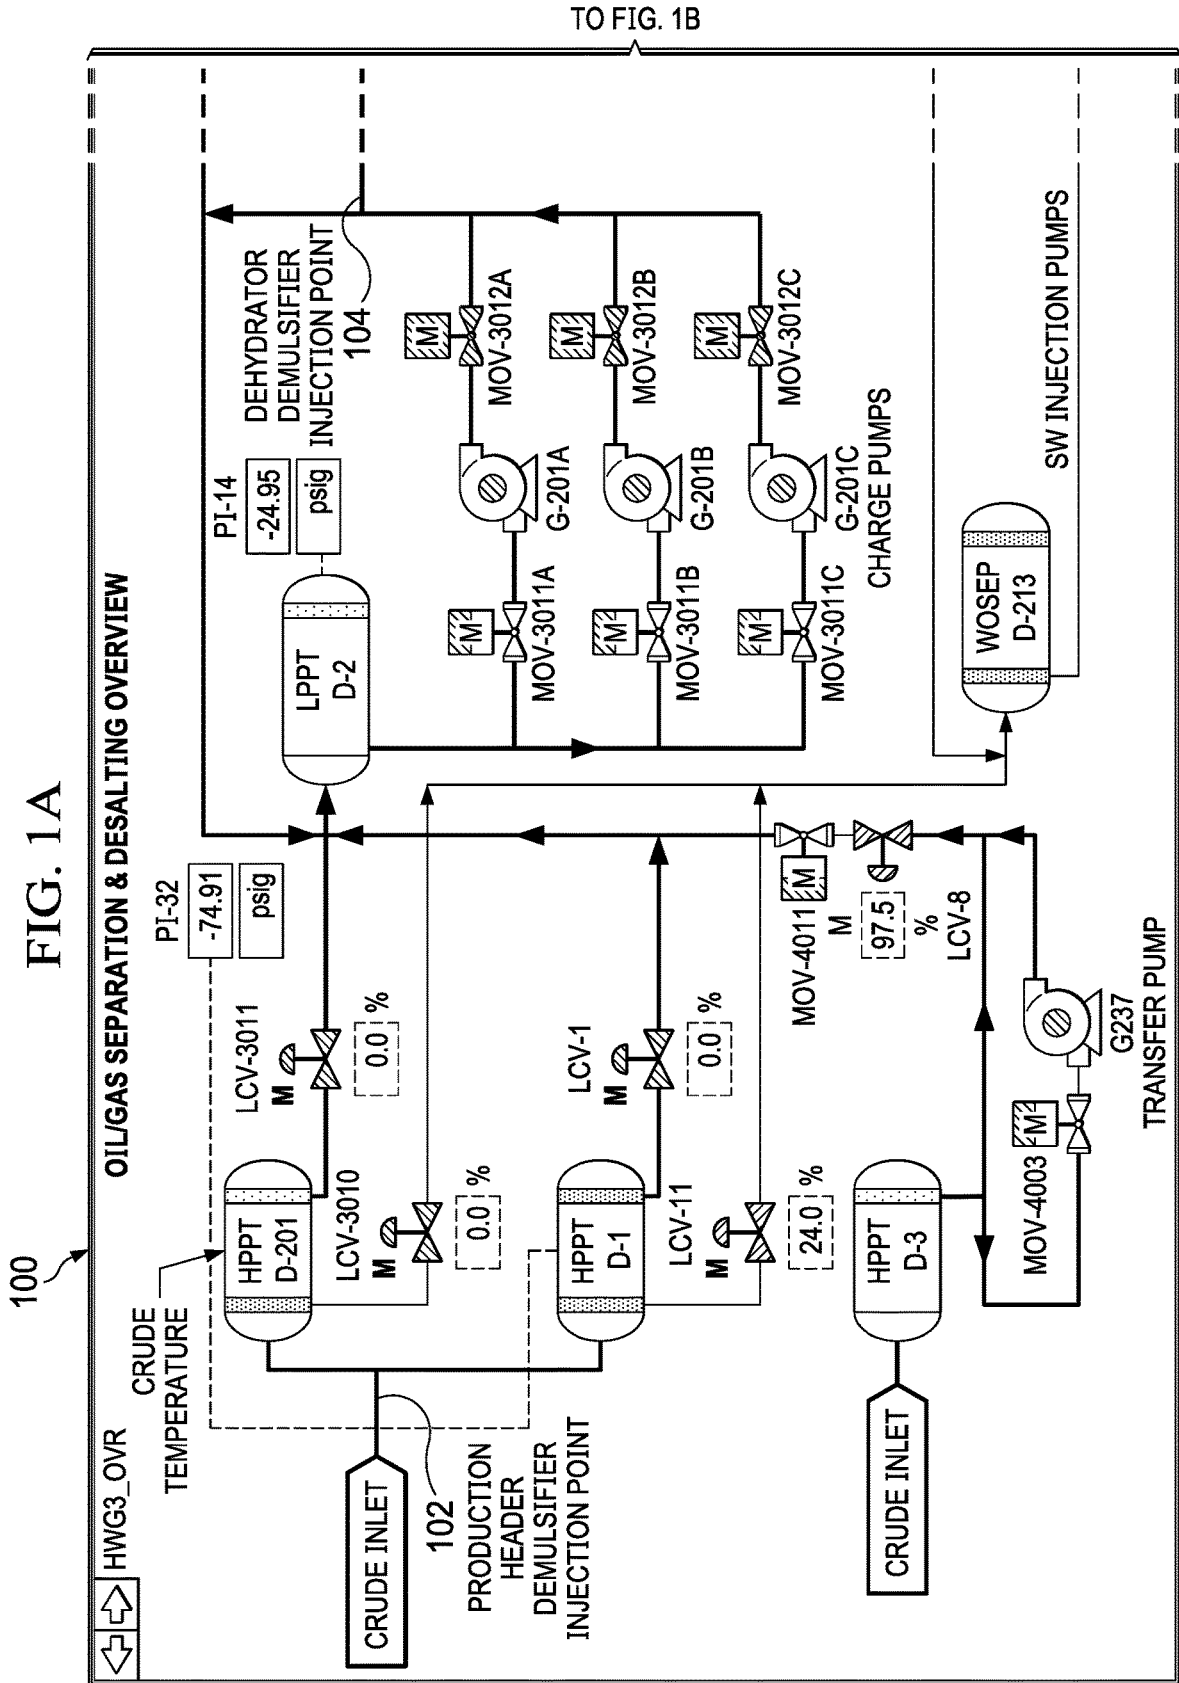 FIG. 1A
100
TO FIG. 1B
HWG3_OVR
OIL/GAS SEPARATION & DESALTING OVERVIEW
CRUDE
TEMPERATURE
PI-32
-74.91
psig
PI-14
-24.95
psig
DEHYDRATOR
DEMULSIFIER
INJECTION POINT
104
HPPT
D-201
LCV-3011
M
0.0 %
LPPT
D-2
LCV-3010
M
0.0 %
CRUDE INLET
102
PRODUCTION
HEADER
DEMULSIFIER
INJECTION POINT
HPPT
D-1
LCV-1
M
0.0 %
LCV-11
M
24.0 %
M
MOV-3011A
G-201A
M
MOV-3012A
M
MOV-3011B
G-201B
M
MOV-3012B
M
MOV-3011C
G-201C
M
MOV-3012C
CHARGE PUMPS
M
MOV-4011
M
97.5
%
LCV-8
CRUDE INLET
HPPT
D-3
M
MOV-4003
G237
TRANSFER PUMP
WOSEP
D-213
SW INJECTION PUMPS